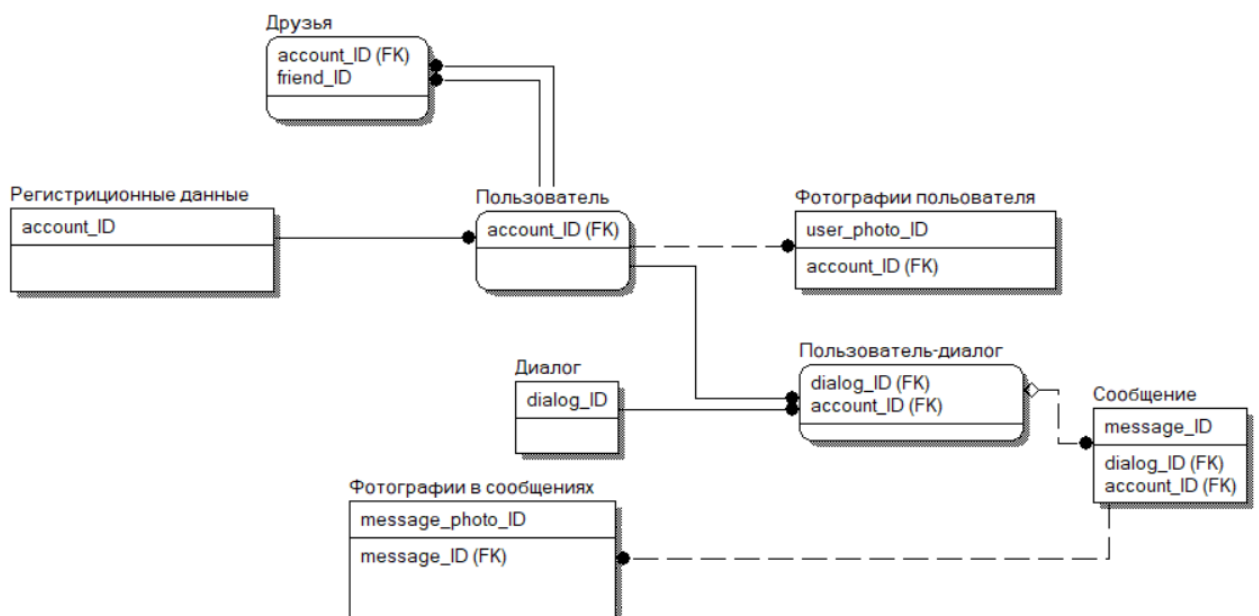 Друзья
account_ID (FK)
friend_ID
Регистриционные данные
account_ID
Пользователь
account_ID (FK)
Фотографии пользователя
user_photo_ID
account_ID (FK)
Диалог
dialog_ID
Пользователь-диалог
dialog_ID (FK)
account_ID (FK)
Сообщение
message_ID
dialog_ID (FK)
account_ID (FK)
Фотографии в сообщениях
message_photo_ID
message_ID (FK)